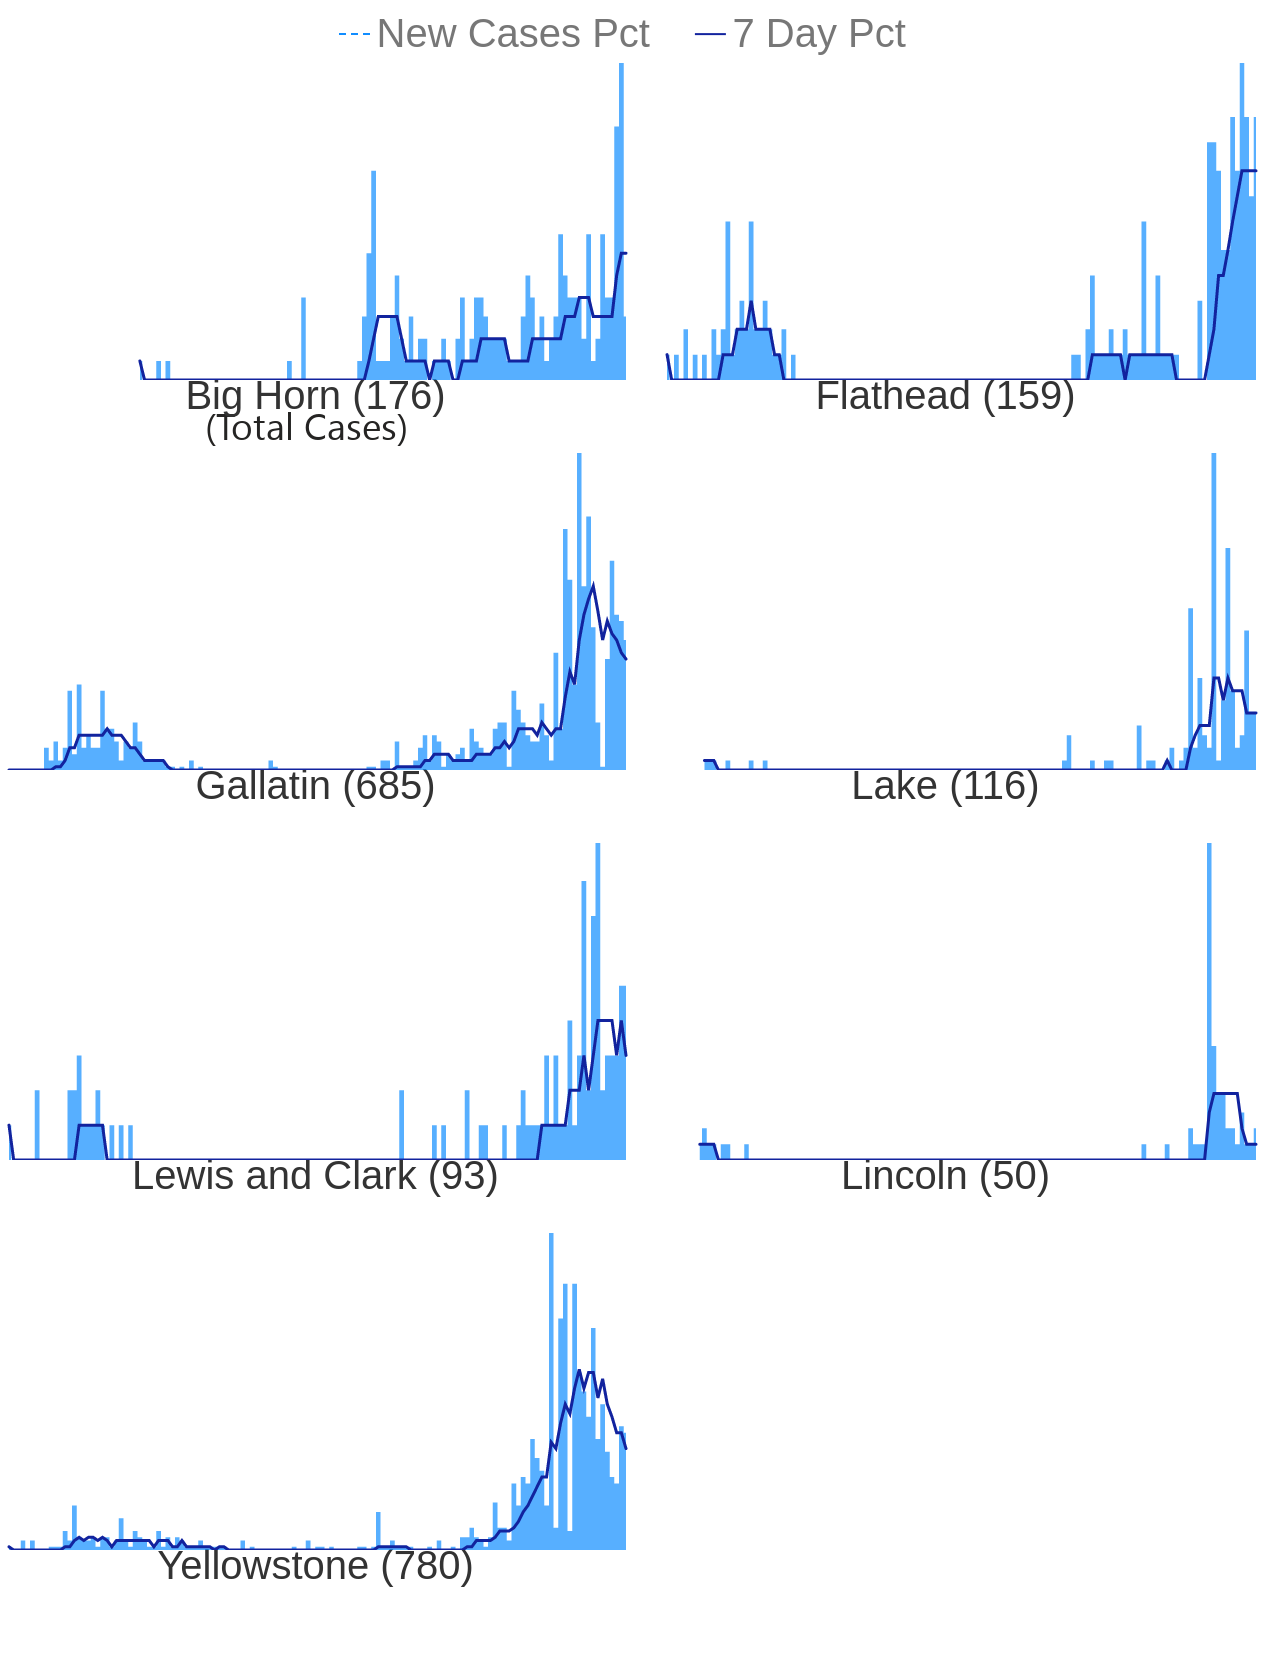 New Cases Pct 7 Day Pct
Big Horn (176) Flathead (159)
(Total Cases)
Gallatin (685) Lake (116)
Lewis and Clark (93) Lincoln (50)
Yellowstone (780)